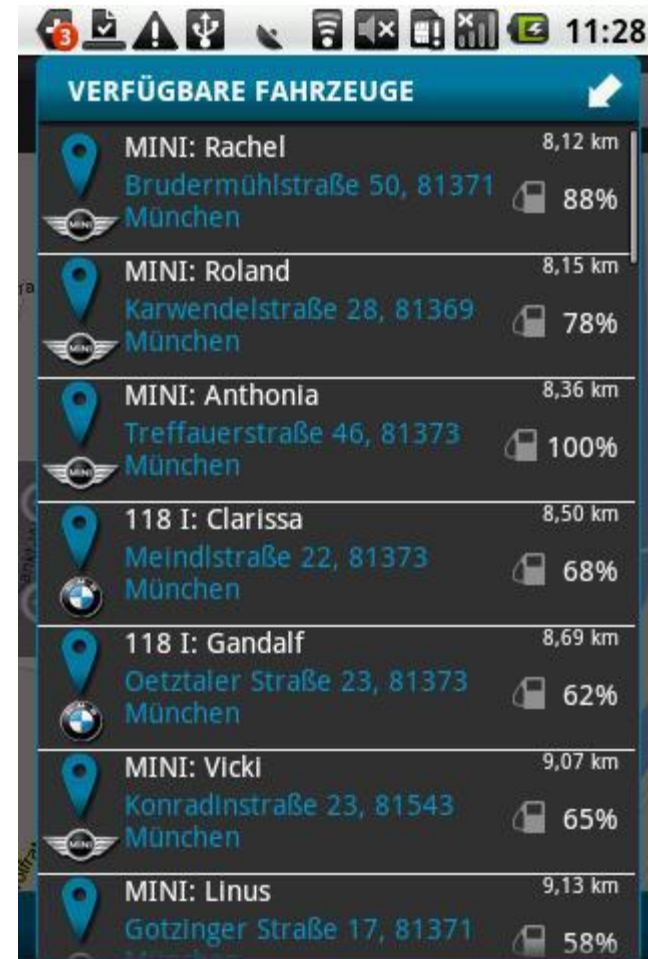 3
11:28
VERFÜGBARE FAHRZEUGE
MINI: Rachel
8,12 km
Brudermühlstraße 50, 81371
München
88%
MINI: Roland
8,15 km
Karwendelstraße 28, 81369
München
78%
MINI: Anthonia
8,36 km
Treffauerstraße 46, 81373
München
100%
118 I: Clarissa
8,50 km
Meindlstraße 22, 81373
München
68%
118 I: Gandalf
8,69 km
Oetztaler Straße 23, 81373
München
62%
MINI: Vicki
9,07 km
Konradinstraße 23, 81543
München
65%
MINI: Linus
9,13 km
Gotzinger Straße 17, 81371
58%